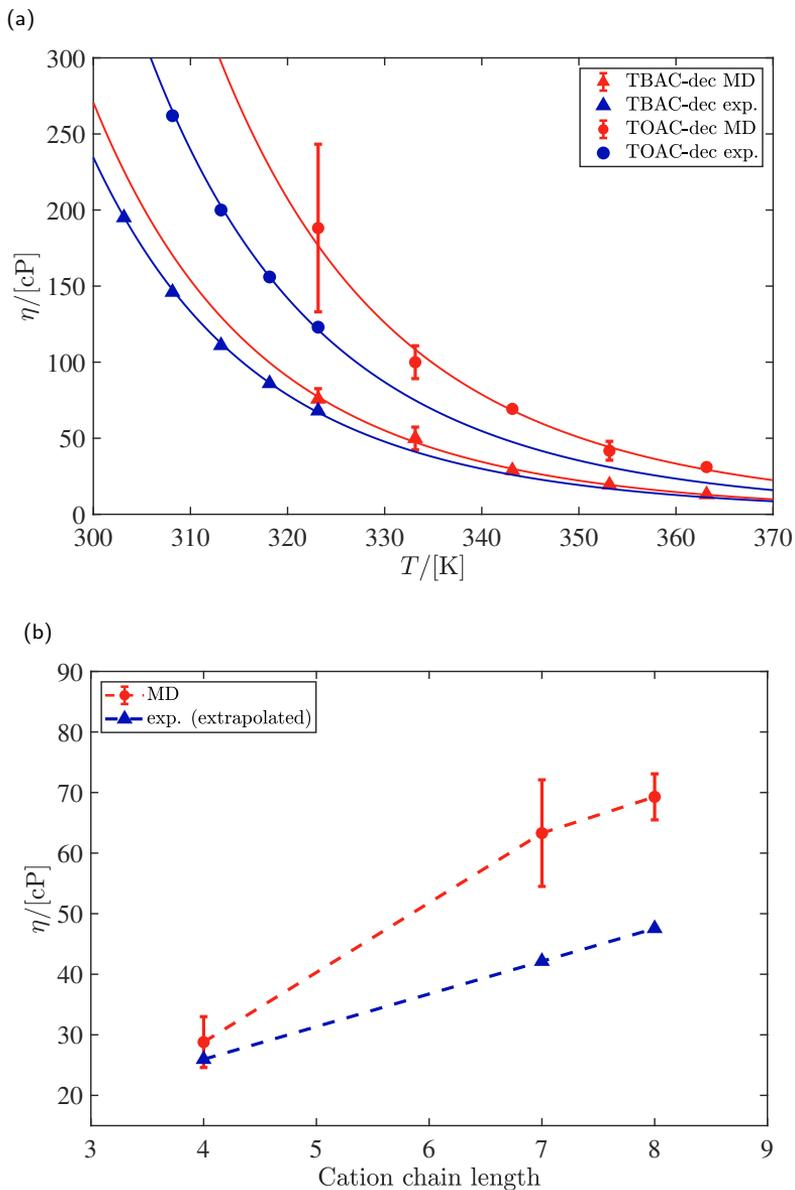 (a)
300
250
200
150
100
50
0
η/[cP]
TBAC-dec MD
TBAC-dec exp.
TOAC-dec MD
TOAC-dec exp.
300 310 320 330 340 350 360 370
T/[K]
(b)
90
80
70
60
50
40
30
20
η/[cP]
MD
exp. (extrapolated)
3 4 5 6 7 8 9
Cation chain length